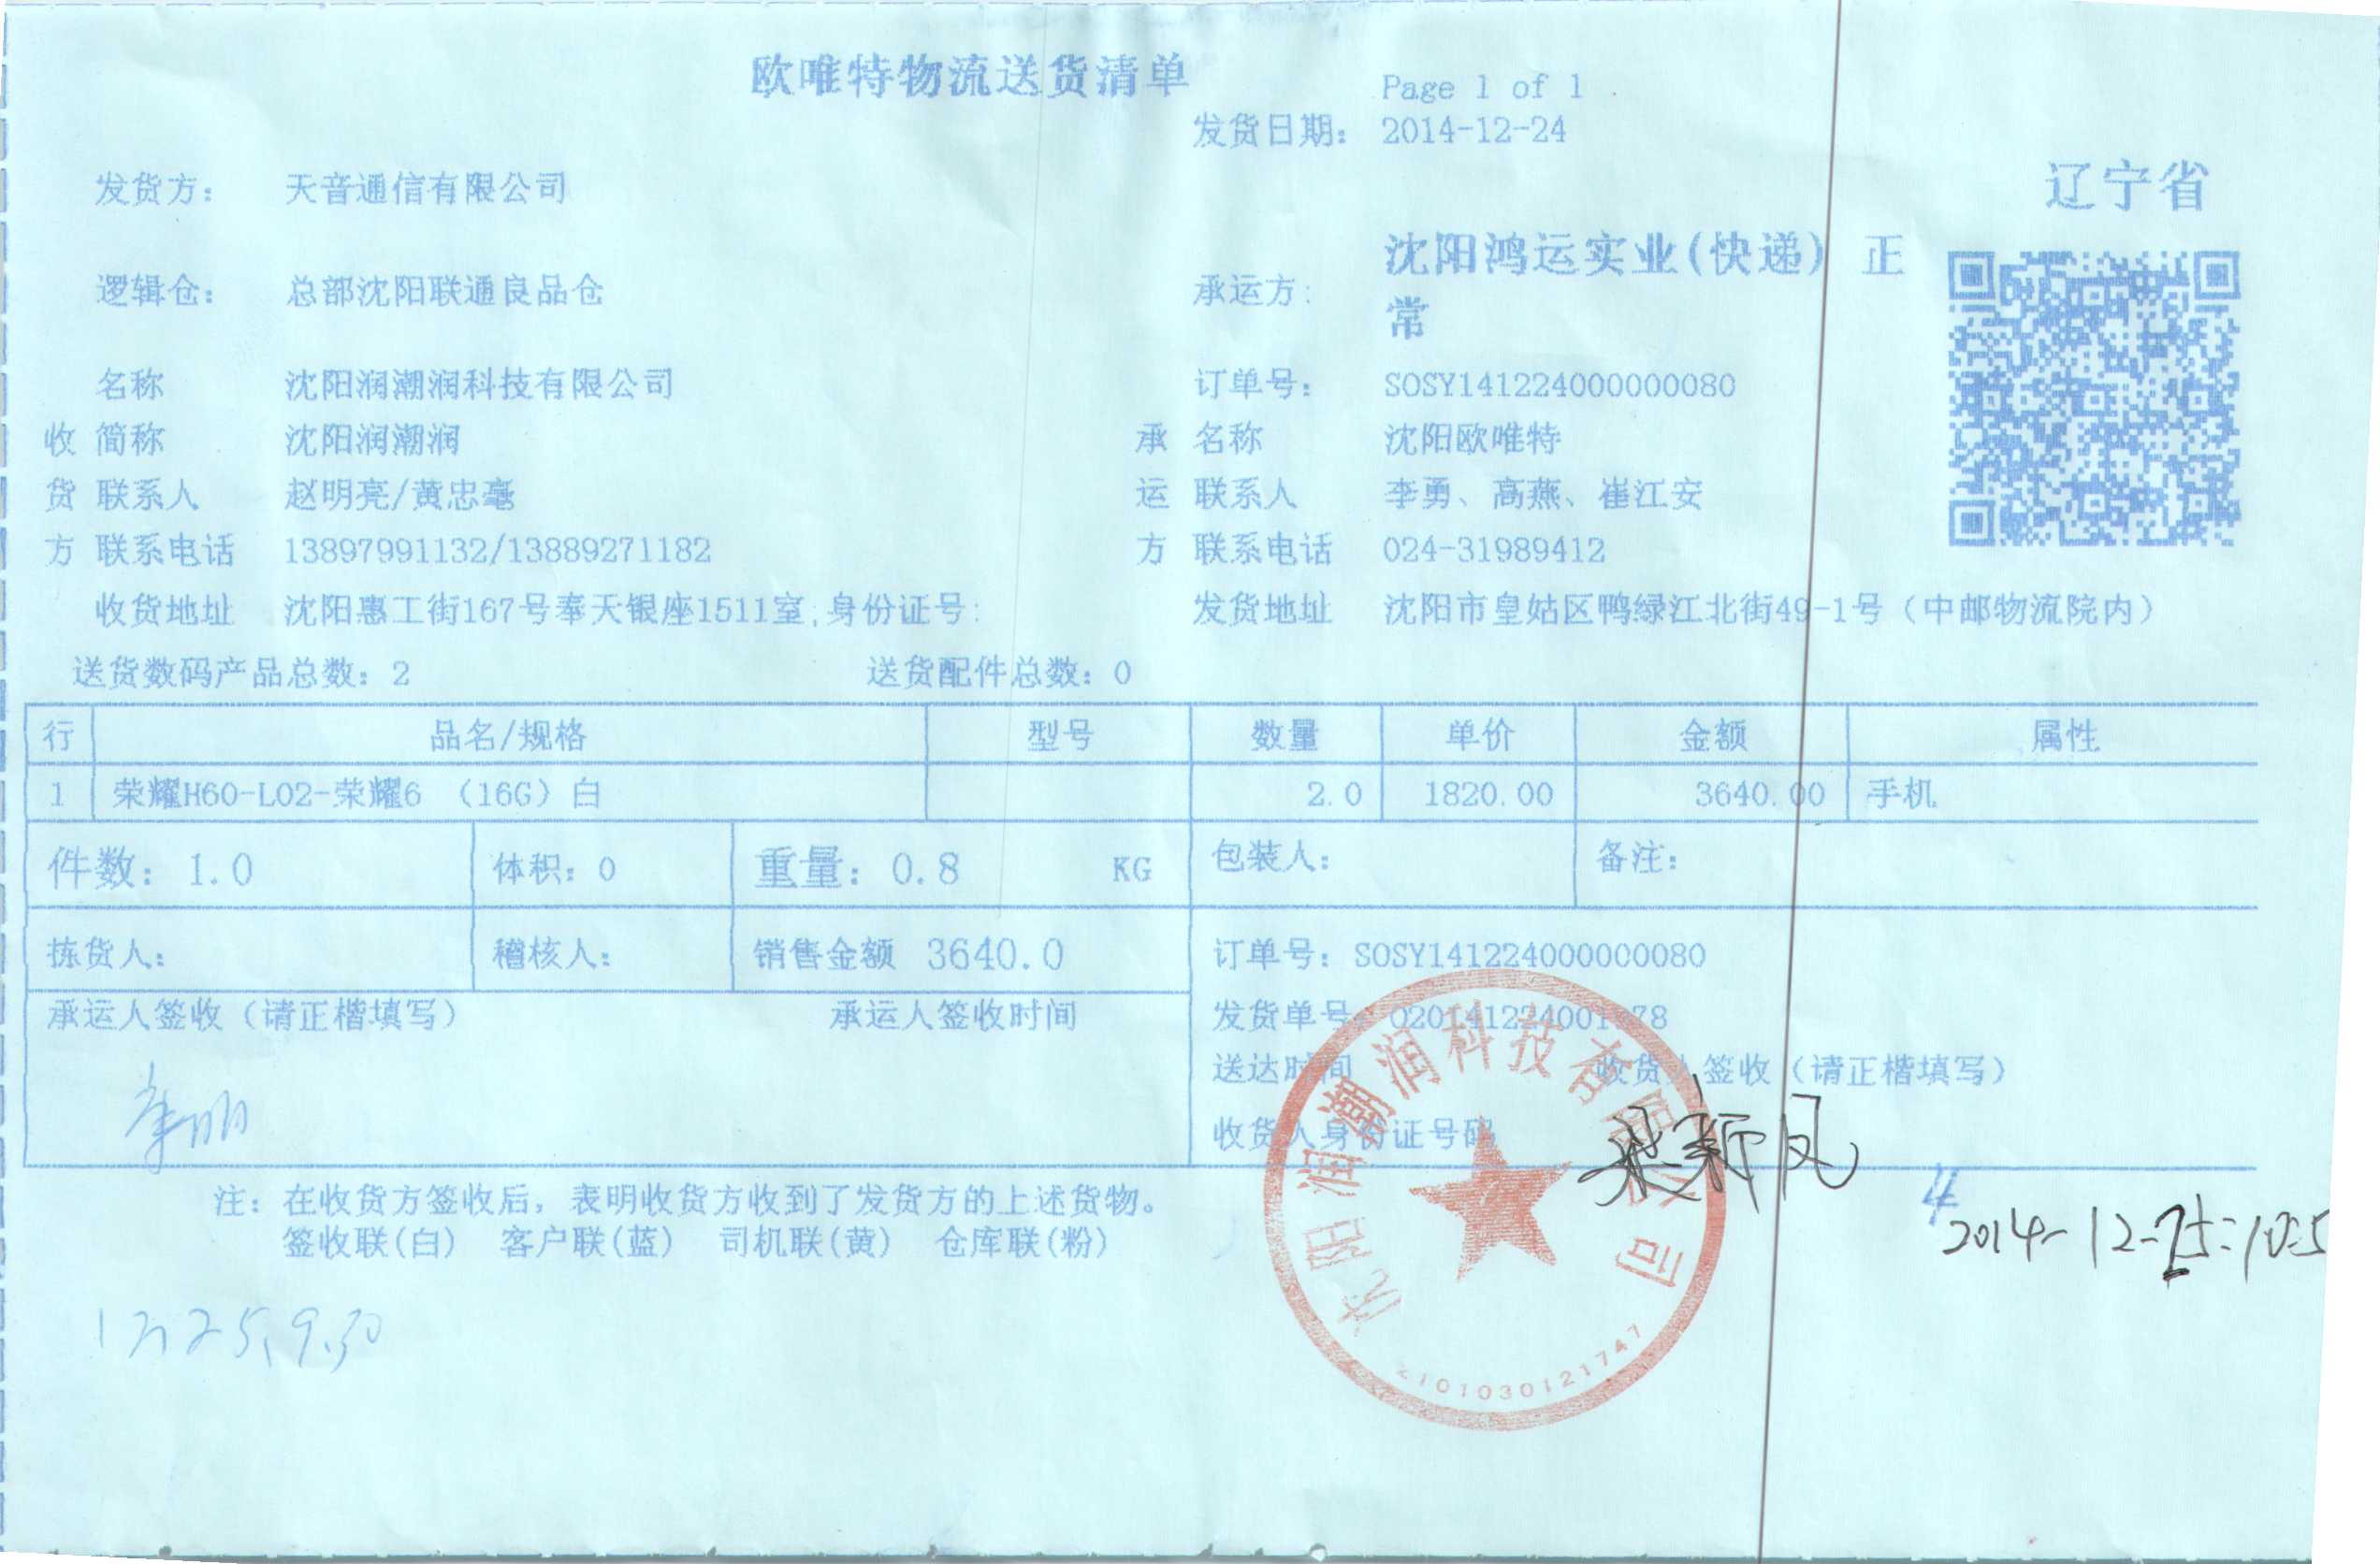 欧唯特物流送货清单
Page 1 of 1
发货日期： 2014-12-24
辽宁省
发货方： 天音通信有限公司
逻辑仓： 总部沈阳联通良品仓
承运方： 沈阳鸿运实业(快递) 正
常
名称 沈阳润潮润科技有限公司
订单号： SOSY141224000000080
收 简称 沈阳润潮润
承 名称 沈阳欧唯特
货 联系人 赵明亮/黄忠毫
运 联系人 李勇、高燕、崔江安
方 联系电话 13897991132/13889271182
方 联系电话 024-31989412
收货地址 沈阳惠工街167号奉天银座1511室,身份证号:
发货地址 沈阳市皇姑区鸭绿江北街49-1号（中邮物流院内）
送货数码产品总数：2 送货配件总数：0
行 品名/规格 型号 数量 单价 金额 属性
1 荣耀H60-L02-荣耀6 （16G）白 2.0 1820.00 3640.00 手机
件数：1.0 体积：0 重量：0.8 KG 包装人： 备注：
拣货人： 稽核人： 销售金额 3640.0
订单号：SOSY141224000000080
承运人签收（请正楷填写） 承运人签收时间
发货单号
送达时间 收货人签收（请正楷填写）
收货人身份证号码
沈阳润潮润科技有限公司
2101030121747
注：在收货方签收后，表明收货方收到了发货方的上述货物。
签收联(白) 客户联(蓝) 司机联(黄) 仓库联(粉)